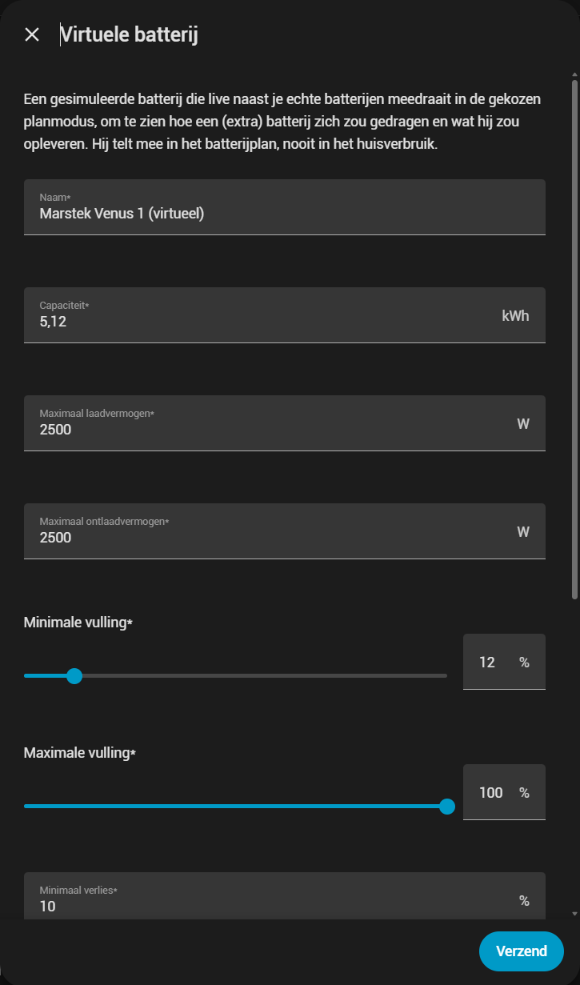 Virtuele batterij
Een gesimuleerde batterij die live naast je echte batterijen meedraait in de gekozen
planmodus, om te zien hoe een (extra) batterij zich zou gedragen en wat hij zou
opleveren. Hij telt mee in het batterijplan, nooit in het huisverbruik.
Naam*
Marstek Venus 1 (virtueel)
Capaciteit*
5,12 kWh
Maximaal laadvermogen*
2500 W
Maximaal ontlaadvermogen*
2500 W
Minimale vulling*
12 %
Maximale vulling*
100 %
Minimaal verlies*
10 %
Verzend